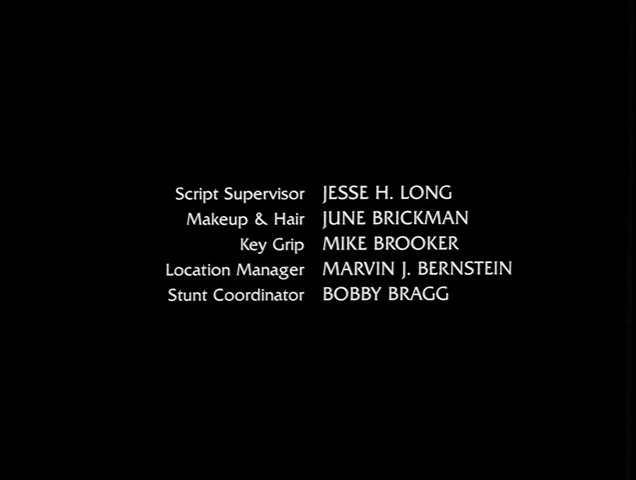 Script Supervisor JESSE H. LONG
Makeup & Hair JUNE BRICKMAN
Key Grip MIKE BROOKER
Location Manager MARVIN J. BERNSTEIN
Stunt Coordinator BOBBY BRAGG